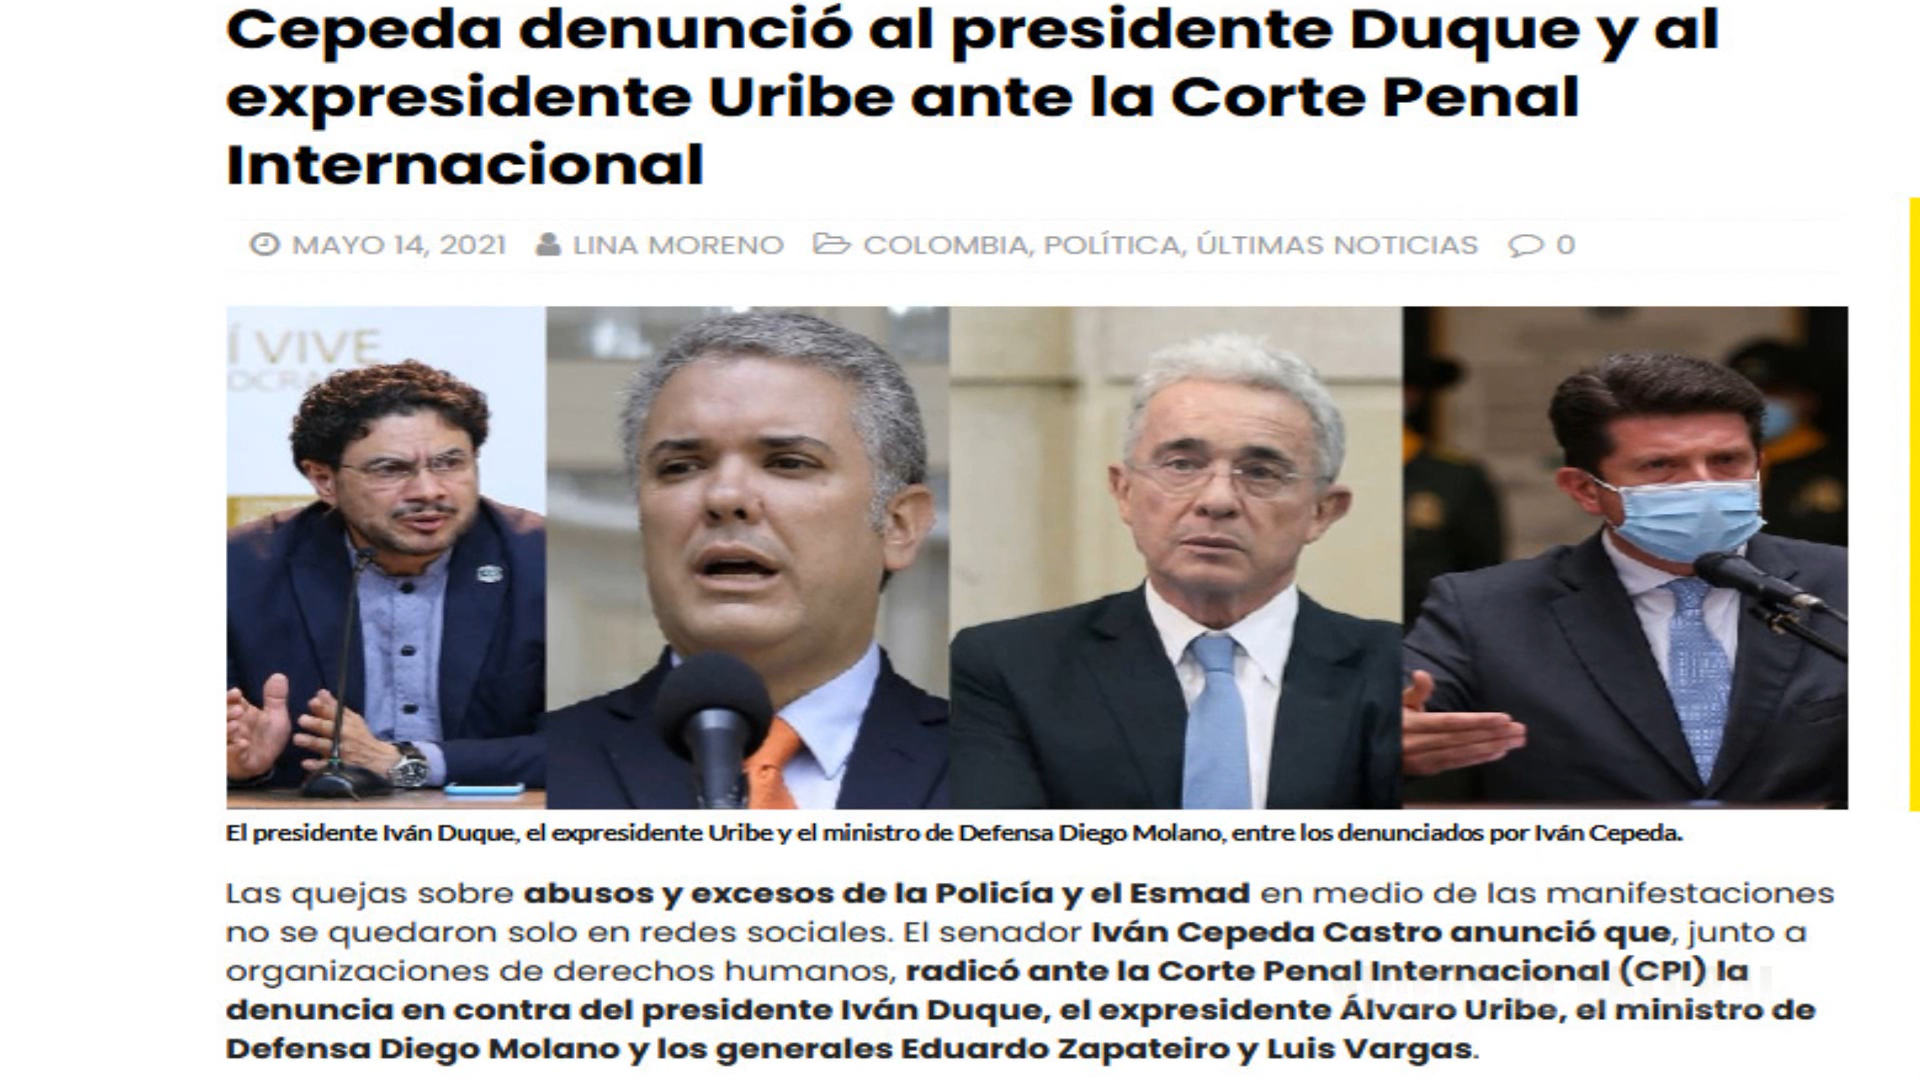 Cepeda denunció al presidente Duque y al
expresidente Uribe ante la Corte Penal
Internacional
MAYO 14, 2021 LINA MORENO COLOMBIA, POLÍTICA, ÚLTIMAS NOTICIAS 0
Í VIVE
OCRA
El presidente Iván Duque, el expresidente Uribe y el ministro de Defensa Diego Molano, entre los denunciados por Iván Cepeda.
Las quejas sobre abusos y excesos de la Policía y el Esmad en medio de las manifestaciones
no se quedaron solo en redes sociales. El senador Iván Cepeda Castro anunció que, junto a
organizaciones de derechos humanos, radicó ante la Corte Penal Internacional (CPI) la
denuncia en contra del presidente Iván Duque, el expresidente Álvaro Uribe, el ministro de
Defensa Diego Molano y los generales Eduardo Zapateiro y Luis Vargas.